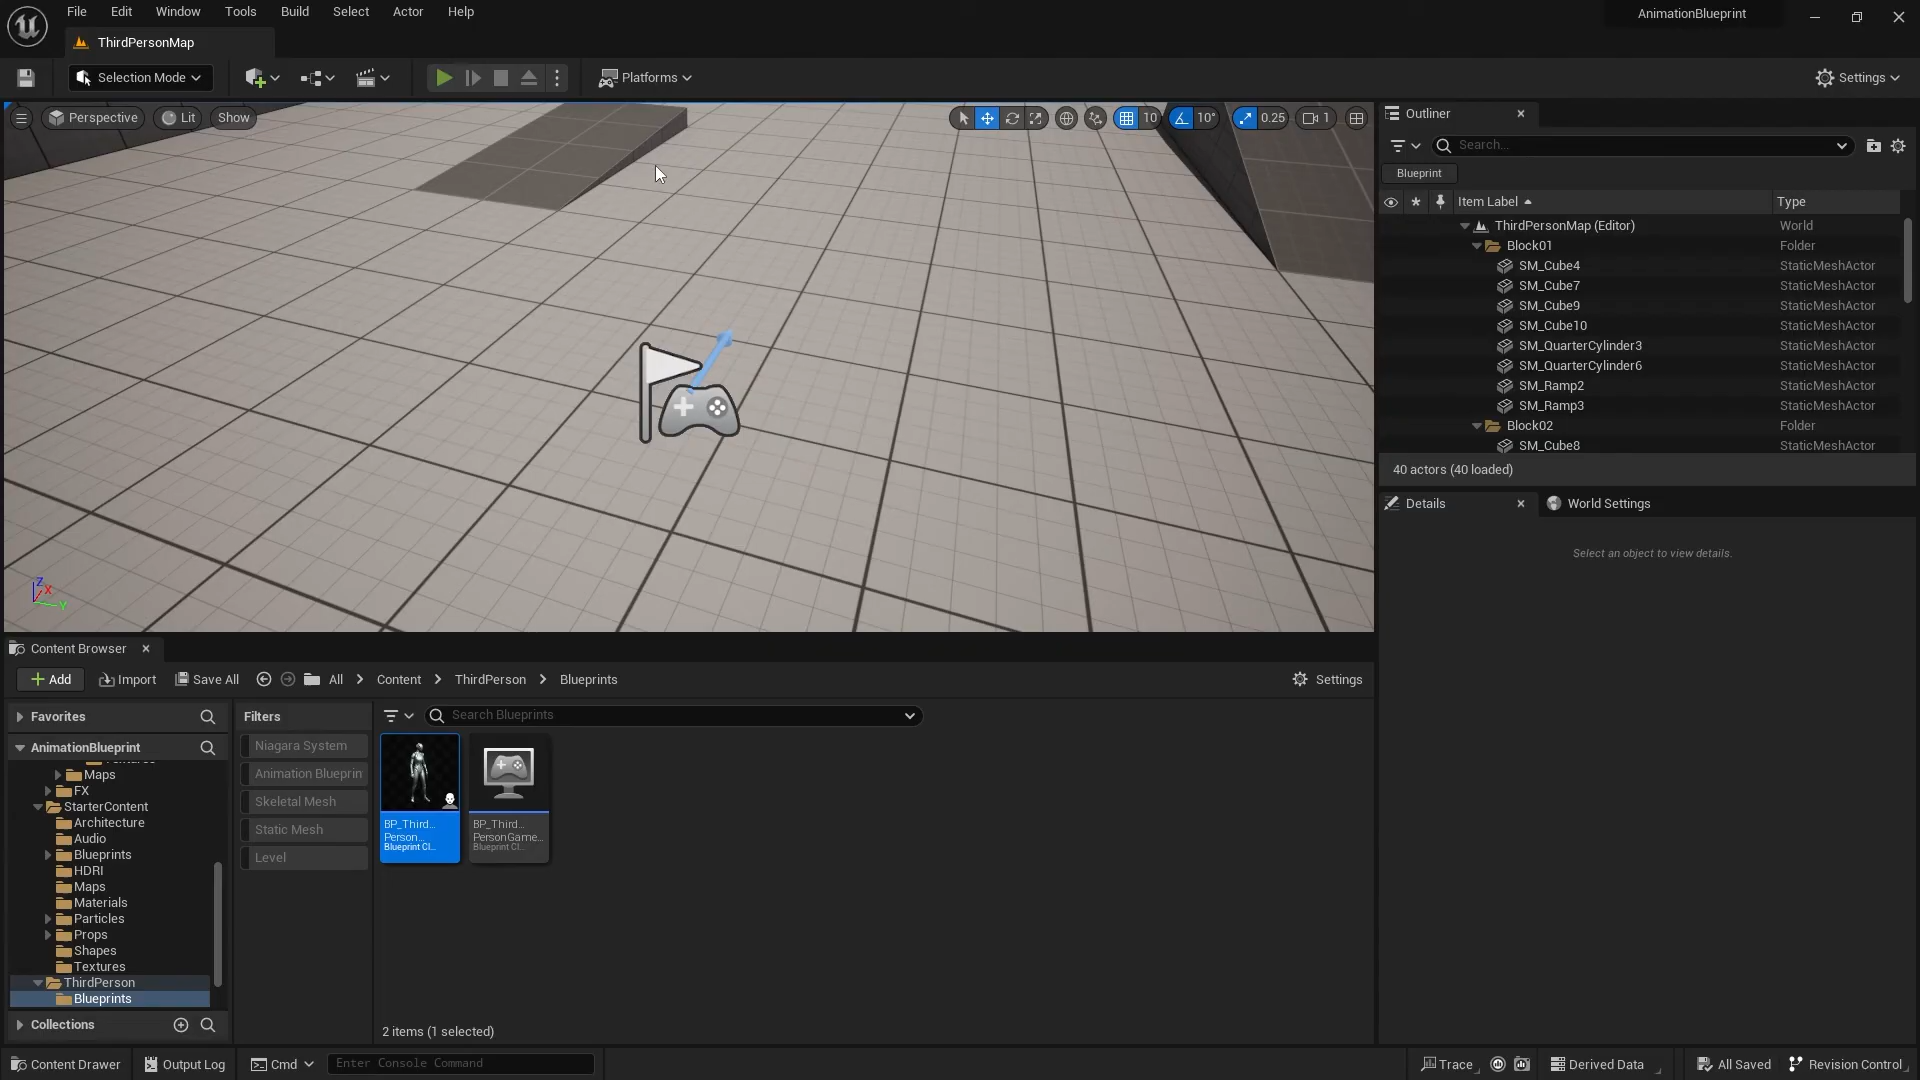 File Edit Window Tools Build Select Actor Help
AnimationBlueprint
ThirdPersonMap
Selection Mode
Platforms
Settings
Perspective
Lit
Show
10
10°
0.25
1
Outliner
Search...
Blueprint
Item Label
Type
ThirdPersonMap (Editor) World
Block01 Folder
SM_Cube4 StaticMeshActor
SM_Cube7 StaticMeshActor
SM_Cube9 StaticMeshActor
SM_Cube10 StaticMeshActor
SM_QuarterCylinder3 StaticMeshActor
SM_QuarterCylinder6 StaticMeshActor
SM_Ramp2 StaticMeshActor
SM_Ramp3 StaticMeshActor
Block02 Folder
SM_Cube8 StaticMeshActor
40 actors (40 loaded)
Details
World Settings
Select an object to view details.
Z
X
Y
Content Browser
Add
Import
Save All
All
Content
ThirdPerson
Blueprints
Settings
Favorites
AnimationBlueprint
Maps
FX
StarterContent
Architecture
Audio
Blueprints
HDRI
Maps
Materials
Particles
Props
Shapes
Textures
ThirdPerson
Blueprints
Collections
Filters
Niagara System
Animation Blueprin
Skeletal Mesh
Static Mesh
Level
Search Blueprints
BP_Third...
Person...
Blueprint Cl...
BP_Third...
PersonGame...
Blueprint Cl...
2 items (1 selected)
Content Drawer
Output Log
Cmd
Enter Console Command
Trace
Derived Data
All Saved
Revision Control